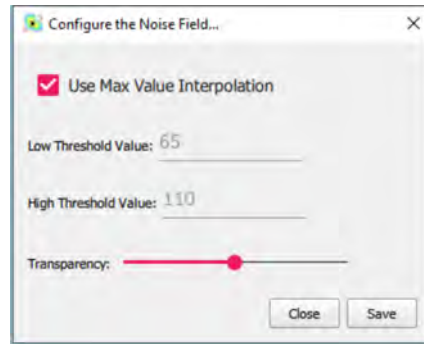 Configure the Noise Field...
Use Max Value Interpolation
Low Threshold Value: 65
High Threshold Value: 110
Transparency:
Close Save